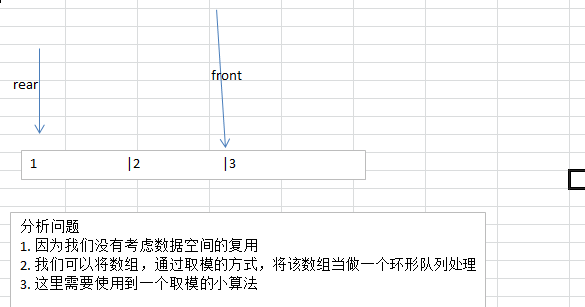 front
rear
1 |2 |3
分析问题
1. 因为我们没有考虑数据空间的复用
2. 我们可以将数组，通过取模的方式，将该数组当做一个环形队列处理
3. 这里需要使用到一个取模的小算法